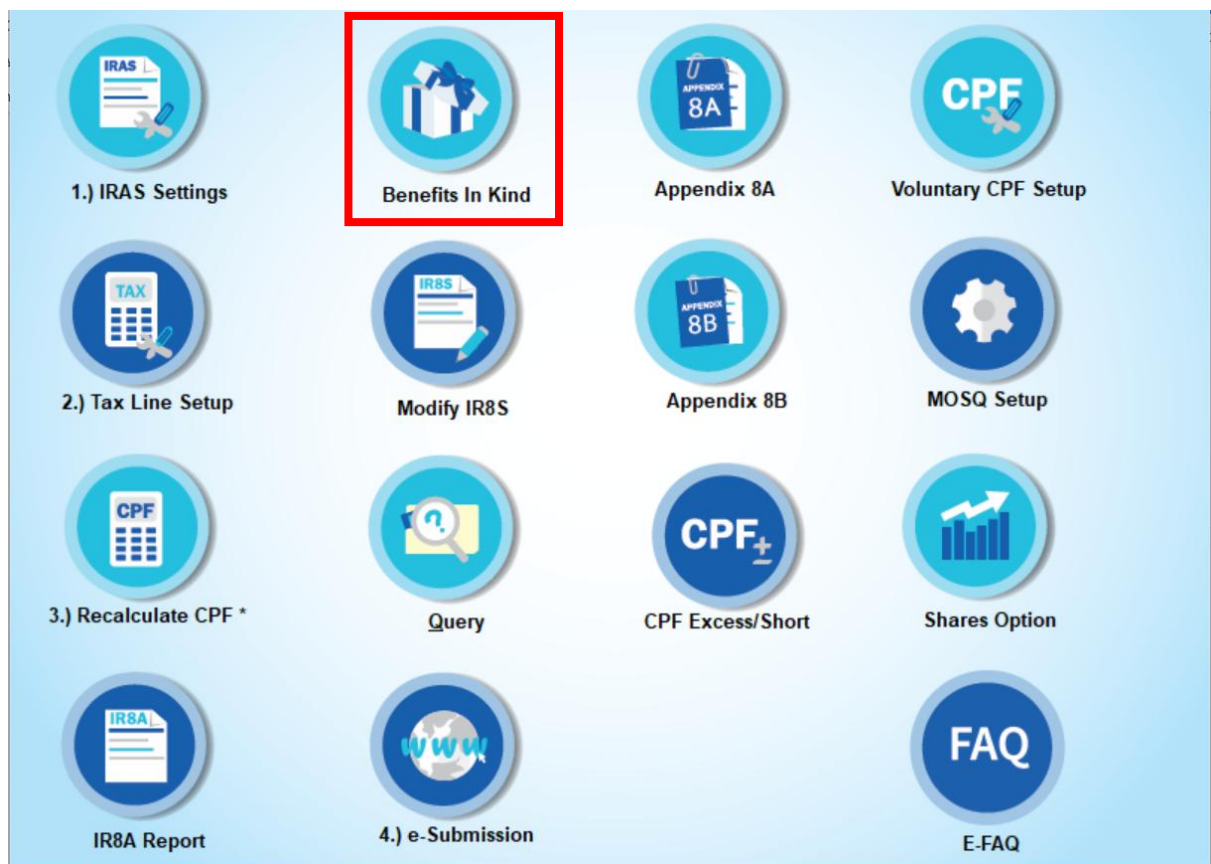 IRAS
APPENDIX
8A
CPF
1.) IRAS Settings
Benefits In Kind
Appendix 8A
Voluntary CPF Setup
TAX
IR8S
APPENDIX
8B
2.) Tax Line Setup
Modify IR8S
Appendix 8B
MOSQ Setup
CPF
?
CPF±
3.) Recalculate CPF *
Query
CPF Excess/Short
Shares Option
IR8A
www
FAQ
IR8A Report
4.) e-Submission
E-FAQ